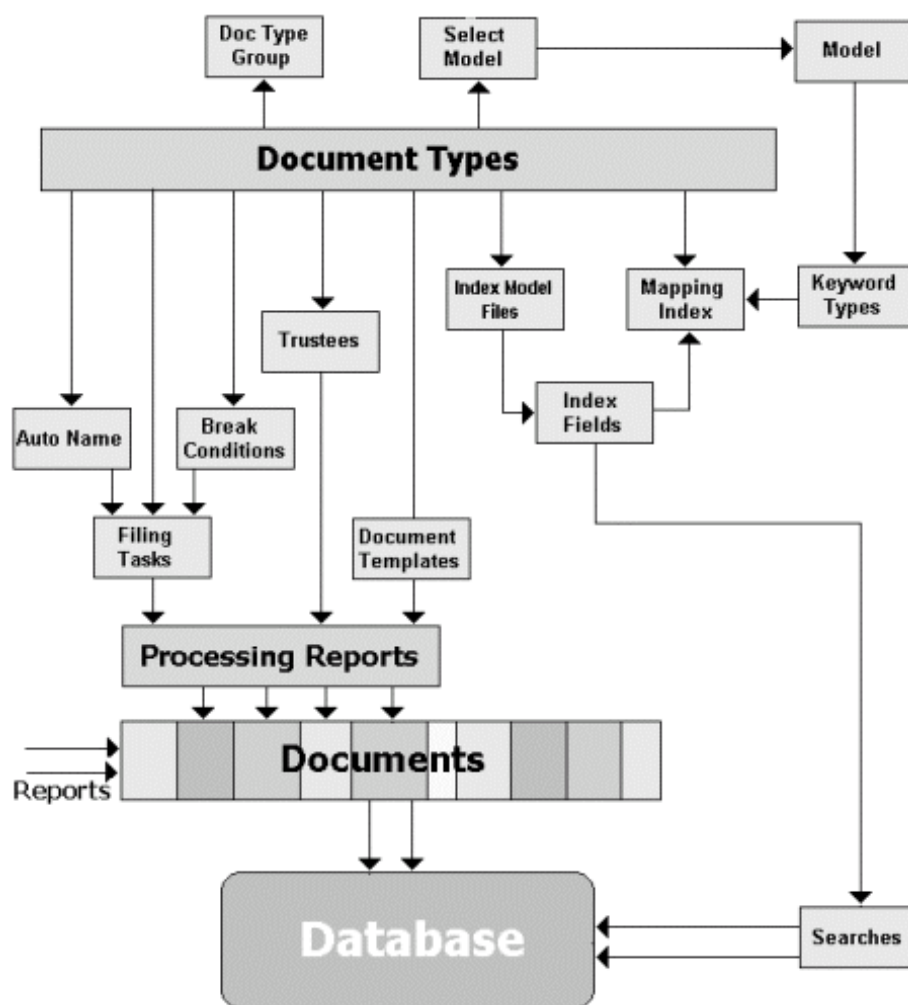 Doc Type
Group
Select
Model
Model
Document Types
Index Model
Files
Mapping
Index
Keyword
Types
Trustees
Auto Name
Break
Conditions
Index
Fields
Filing
Tasks
Document
Templates
Processing Reports
Documents
Reports
Database
Searches